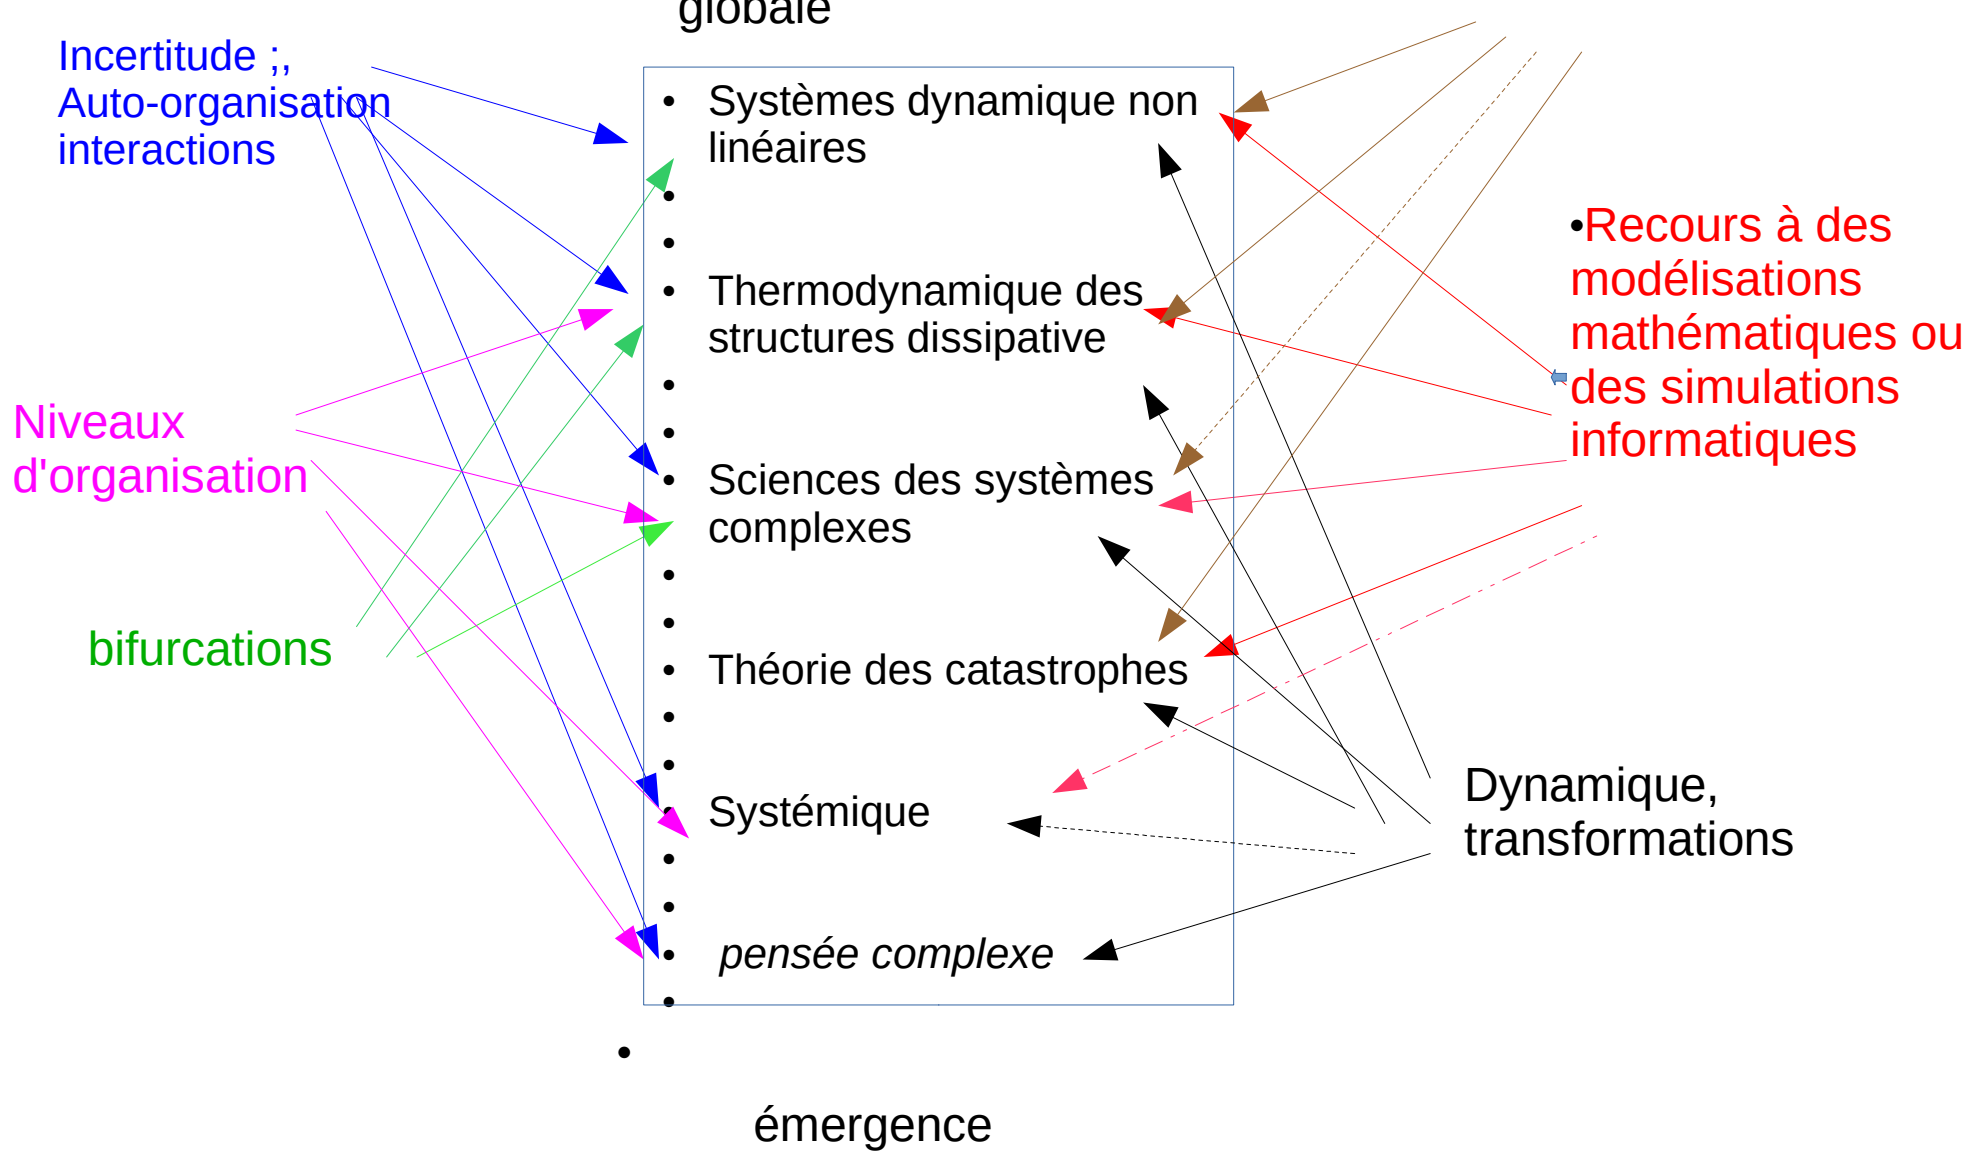 globale
Incertitude ;,
Auto-organisation
interactions
• Systèmes dynamique non
linéaires
•
•
• Thermodynamique des
structures dissipative
•
•
• Sciences des systèmes
complexes
•
•
• Théorie des catastrophes
•
•
• Systémique
•
•
• pensée complexe
•
•
Niveaux
d'organisation
bifurcations
•Recours à des
modélisations
mathématiques ou
des simulations
informatiques
Dynamique,
transformations
émergence